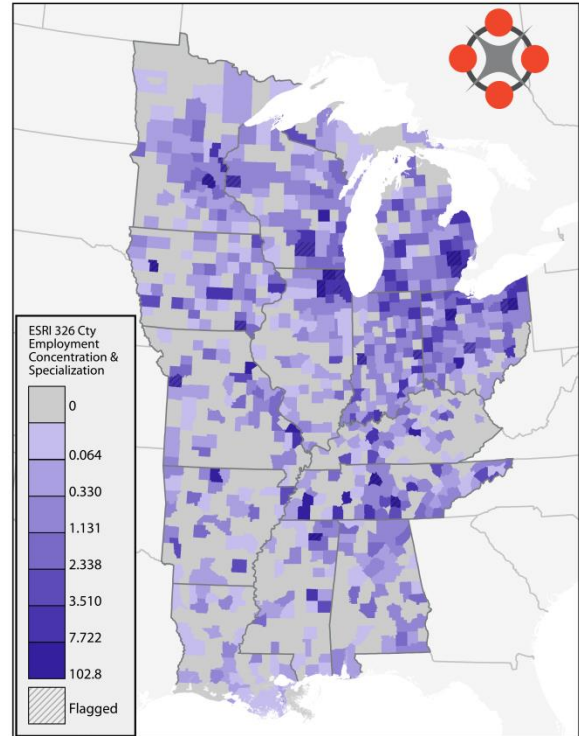 ESRI 326 Cty
Employment
Concentration &
Specialization
0
0.064
0.330
1.131
2.338
3.510
7.722
102.8
Flagged